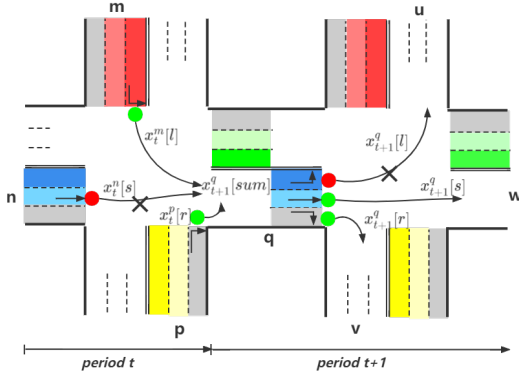 m
u
x_t^m[l]
x_{t+1}^q[l]
n
x_t^n[s]
x_{t+1}^q[sum]
x_{t+1}^q[s]
w
x_t^p[r]
x_{t+1}^q[r]
q
p
v
period t
period t+1